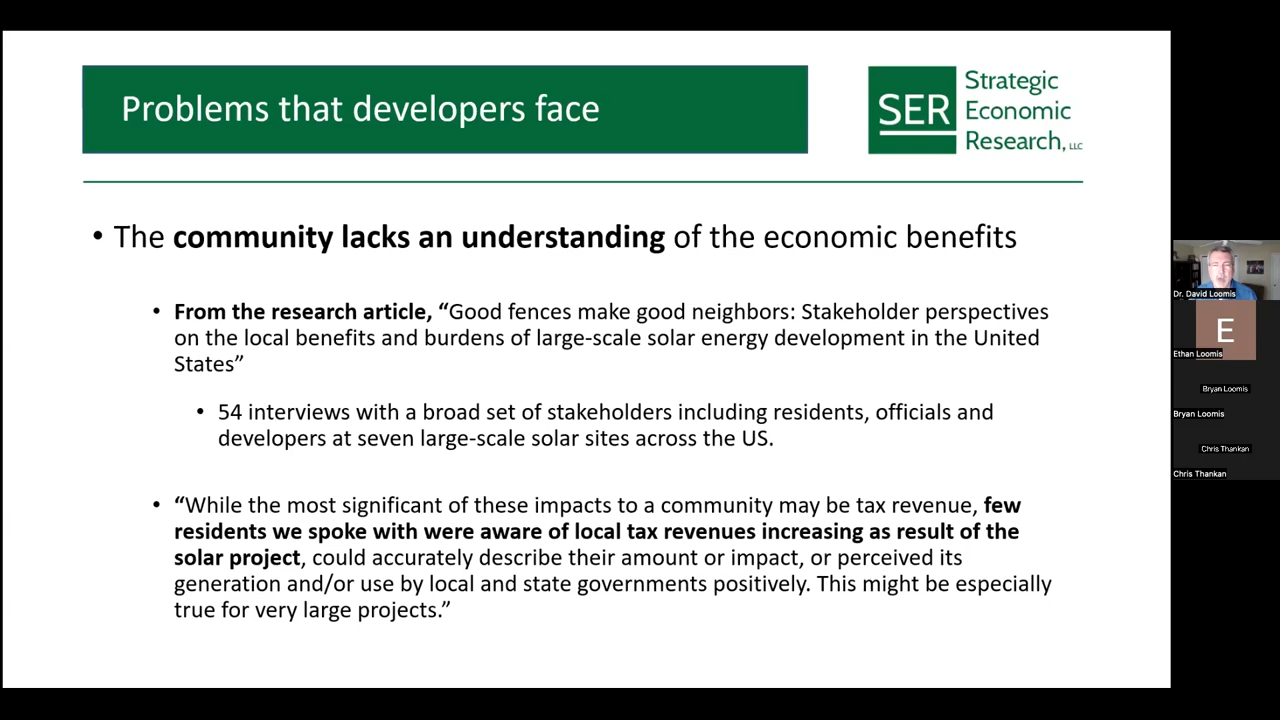 Problems that developers face
SER
Strategic
Economic
Research, LLC
• The community lacks an understanding of the economic benefits
• From the research article, “Good fences make good neighbors: Stakeholder perspectives
on the local benefits and burdens of large-scale solar energy development in the United
States”
• 54 interviews with a broad set of stakeholders including residents, officials and
developers at seven large-scale solar sites across the US.
• “While the most significant of these impacts to a community may be tax revenue, few
residents we spoke with were aware of local tax revenues increasing as result of the
solar project, could accurately describe their amount or impact, or perceived its
generation and/or use by local and state governments positively. This might be especially
true for very large projects.”
Dr. David Loomis
E
Ethan Loomis
Bryan Loomis
Bryan Loomis
Chris Thankan
Chris Thankan